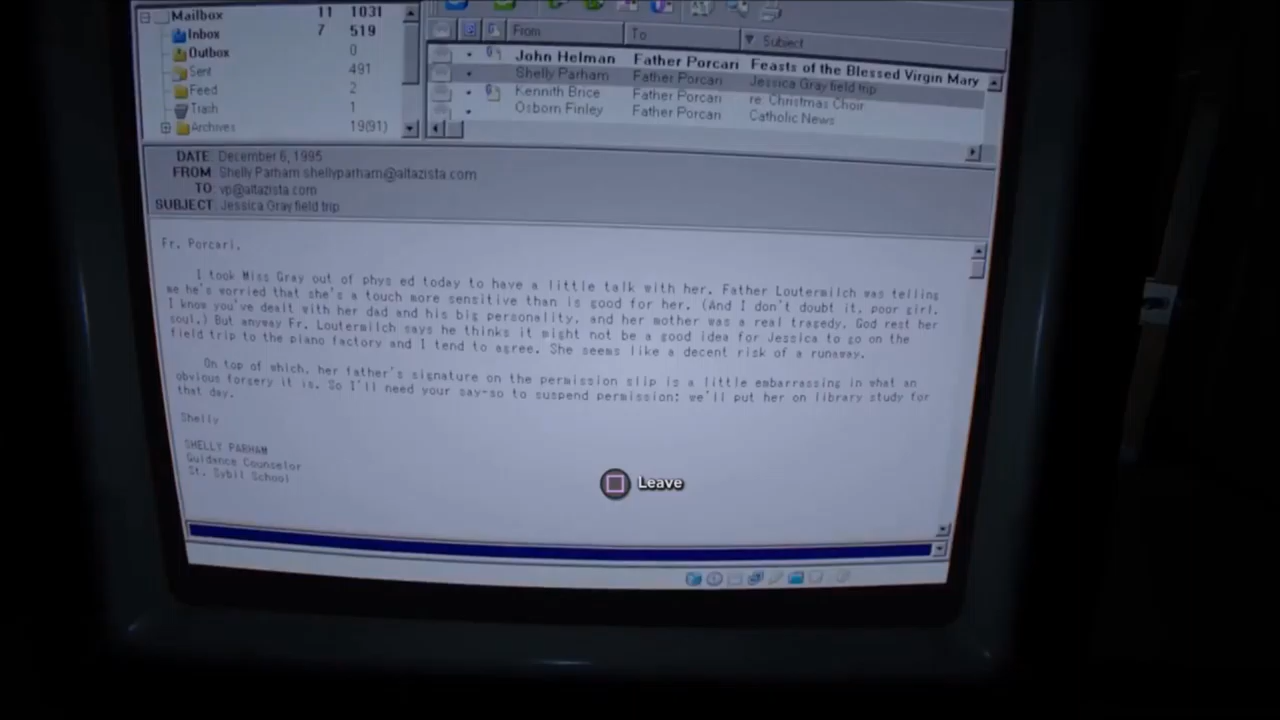 Mailbox 11 1031
Inbox 7 519
Outbox 0
Sent 491
Feed 2
Trash 1
Archives 19(91)
From To Subject
John Helman Father Porcari Feasts of the Blessed Virgin Mary
Shelly Parham Father Porcari Jessica Gray field trip
Kennith Brice Father Porcari re: Christmas Choir
Osborn Finley Father Porcari Catholic News
DATE: December 6, 1995
FROM: Shelly Parham shellyparham@altazista.com
TO: vp@altazista.com
SUBJECT: Jessica Gray field trip
Fr. Porcari,
I took Miss Gray out of phys ed today to have a little talk with her. Father Loutermilch was telling
me he's worried that she's a touch more sensitive than is good for her. (And I don't doubt it, poor girl.
I know you've dealt with her dad and his big personality, and her mother was a real tragedy, God rest her
soul.) But anyway Fr. Loutermilch says he thinks it might not be a good idea for Jessica to go on the
field trip to the piano factory and I tend to agree. She seems like a decent risk of a runaway.
On top of which, her father's signature on the permission slip is a little embarrassing in what an
obvious forgery it is. So I'll need your say-so to suspend permission; we'll put her on library study for
that day.
Shelly
SHELLY PARHAM
Guidance Counselor
St. Sybil School
Leave